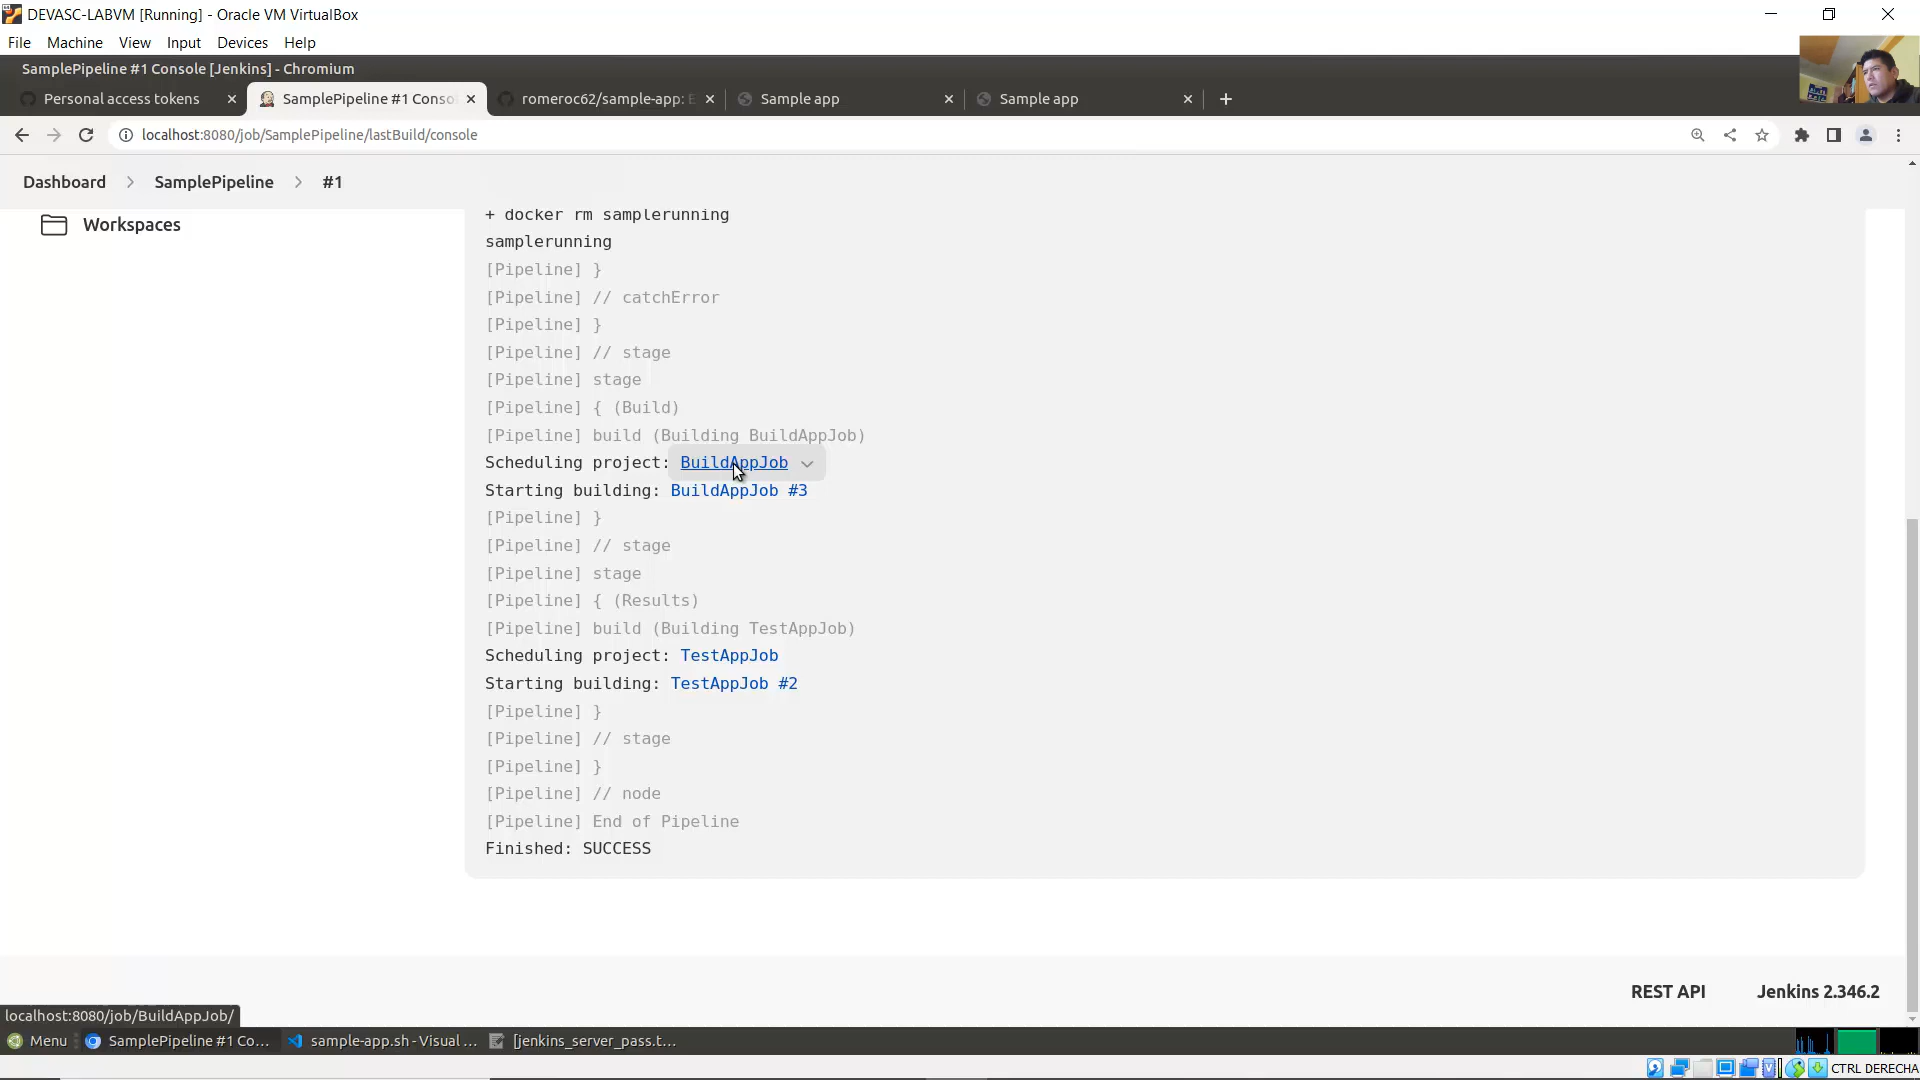 DEVASC-LABVM [Running] - Oracle VM VirtualBox
File Machine View Input Devices Help
SamplePipeline #1 Console [Jenkins] - Chromium
Personal access tokens
SamplePipeline #1 Conso
romeroc62/sample-app: E
Sample app
Sample app
localhost:8080/job/SamplePipeline/lastBuild/console
Dashboard SamplePipeline #1
Workspaces
+ docker rm samplerunning
samplerunning
[Pipeline] }
[Pipeline] // catchError
[Pipeline] }
[Pipeline] // stage
[Pipeline] stage
[Pipeline] { (Build)
[Pipeline] build (Building BuildAppJob)
Scheduling project: BuildAppJob
Starting building: BuildAppJob #3
[Pipeline] }
[Pipeline] // stage
[Pipeline] stage
[Pipeline] { (Results)
[Pipeline] build (Building TestAppJob)
Scheduling project: TestAppJob
Starting building: TestAppJob #2
[Pipeline] }
[Pipeline] // stage
[Pipeline] }
[Pipeline] // node
[Pipeline] End of Pipeline
Finished: SUCCESS
REST API Jenkins 2.346.2
localhost:8080/job/BuildAppJob/
Menu SamplePipeline #1 Co... sample-app.sh - Visual ... [jenkins_server_pass.t...
CTRL DERECHA